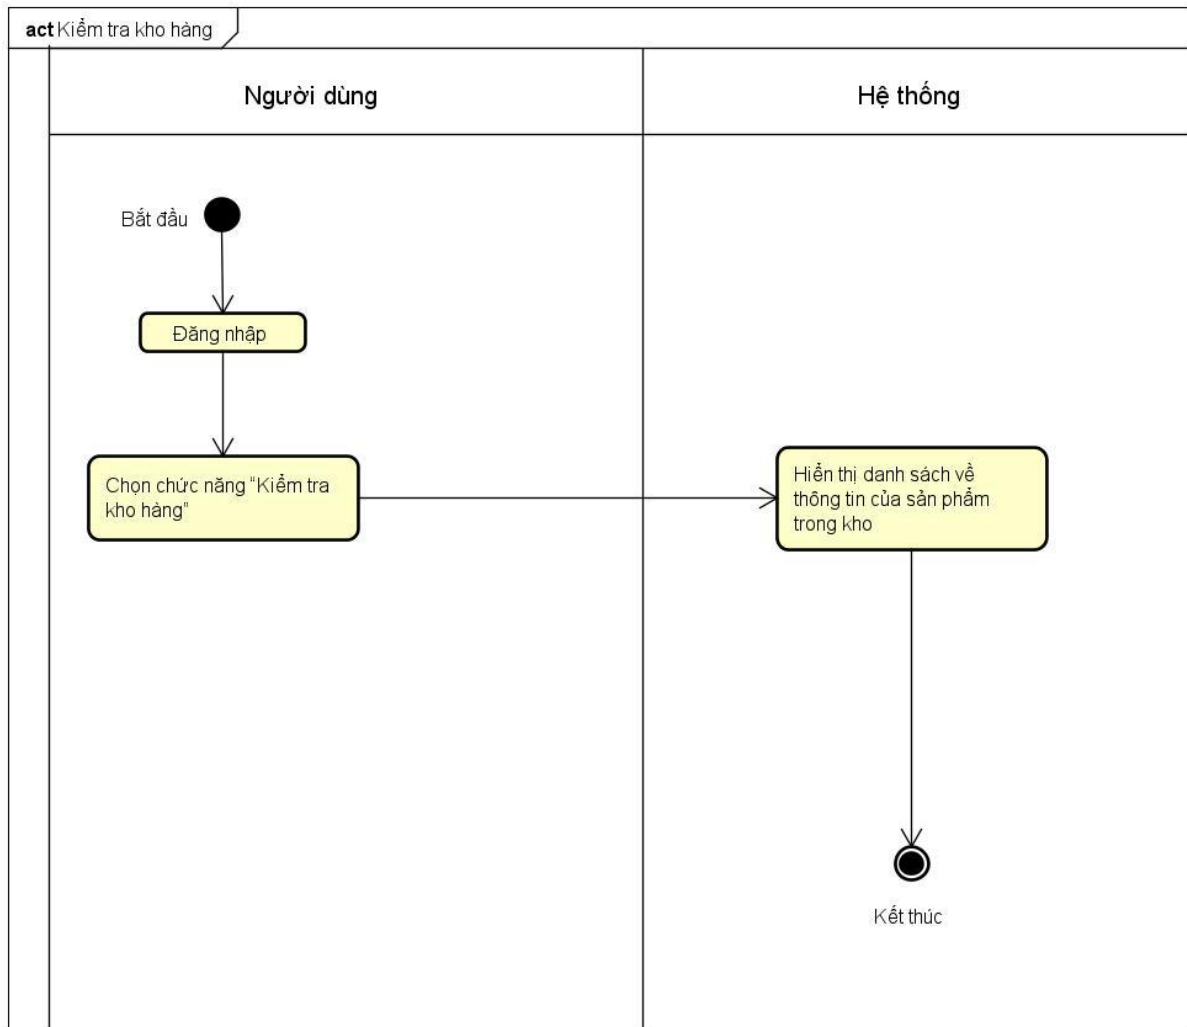 act Kiểm tra kho hàng
Người dùng
Hệ thống
Bắt đầu
Đăng nhập
Chọn chức năng "Kiểm tra
kho hàng"
Hiển thị danh sách về
thông tin của sản phẩm
trong kho
Kết thúc